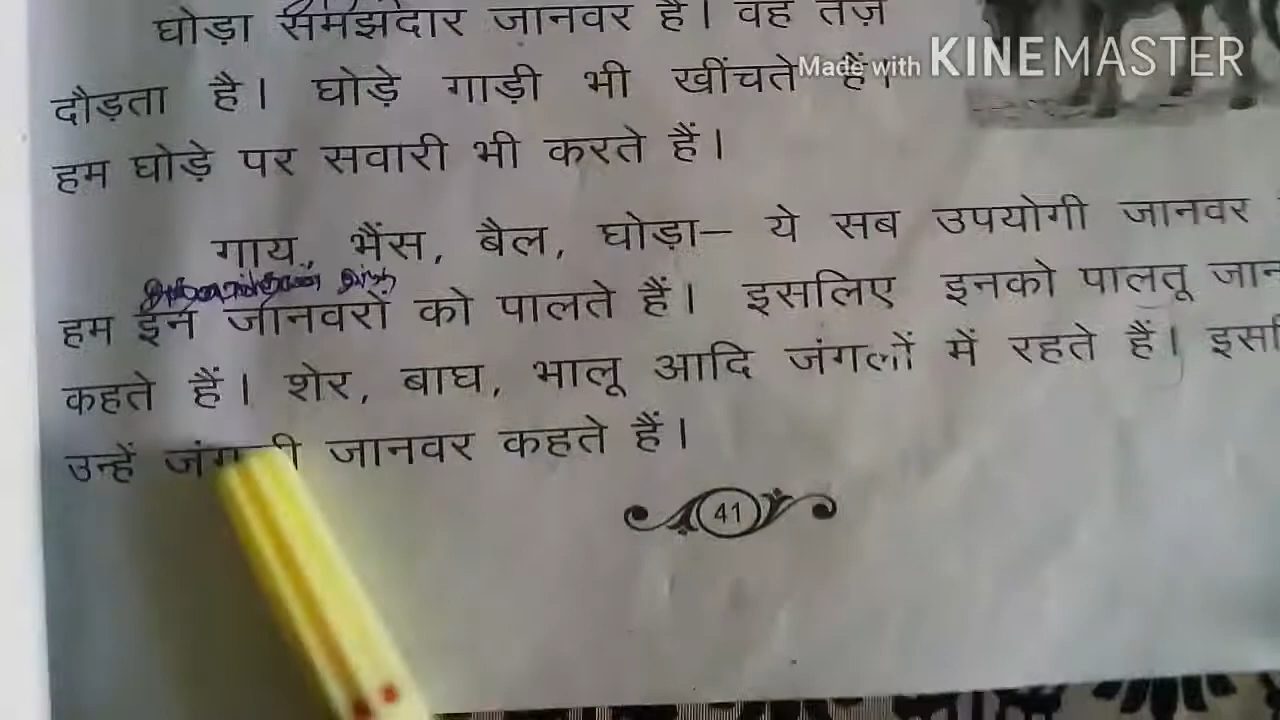 घोड़ा समझदार जानवर है। वह तेज़
Made with KINEMASTER
दौड़ता है। घोड़े गाड़ी भी खींचते हैं।
हम घोड़े पर सवारी भी करते हैं।
गाय, भैंस, बैल, घोड़ा– ये सब उपयोगी जानवर
हम इन जानवरों को पालते हैं। इसलिए इनको पालतू
कहते हैं। शेर, बाघ, भालू आदि जंगलों में रहते हैं।
उन्हें जानवर कहते हैं।
41